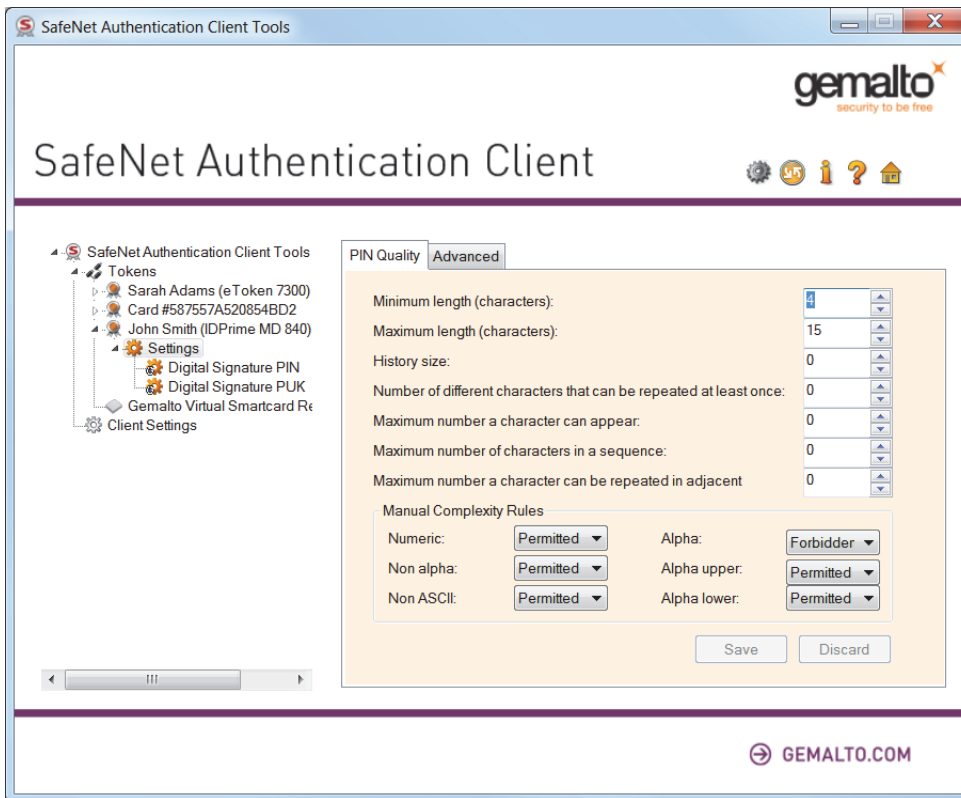 SafeNet Authentication Client Tools
gemalto
security to be free
SafeNet Authentication Client
SafeNet Authentication Client Tools
Tokens
Sarah Adams (eToken 7300)
Card #587557A520854BD2
John Smith (IDPrime MD 840)
Settings
Digital Signature PIN
Digital Signature PUK
Gemalto Virtual Smartcard Re
Client Settings
PIN Quality Advanced
Minimum length (characters): 4
Maximum length (characters): 15
History size: 0
Number of different characters that can be repeated at least once: 0
Maximum number a character can appear: 0
Maximum number of characters in a sequence: 0
Maximum number a character can be repeated in adjacent 0
Manual Complexity Rules
Numeric: Permitted Alpha: Forbidder
Non alpha: Permitted Alpha upper: Permitted
Non ASCII: Permitted Alpha lower: Permitted
Save Discard
GEMALTO.COM